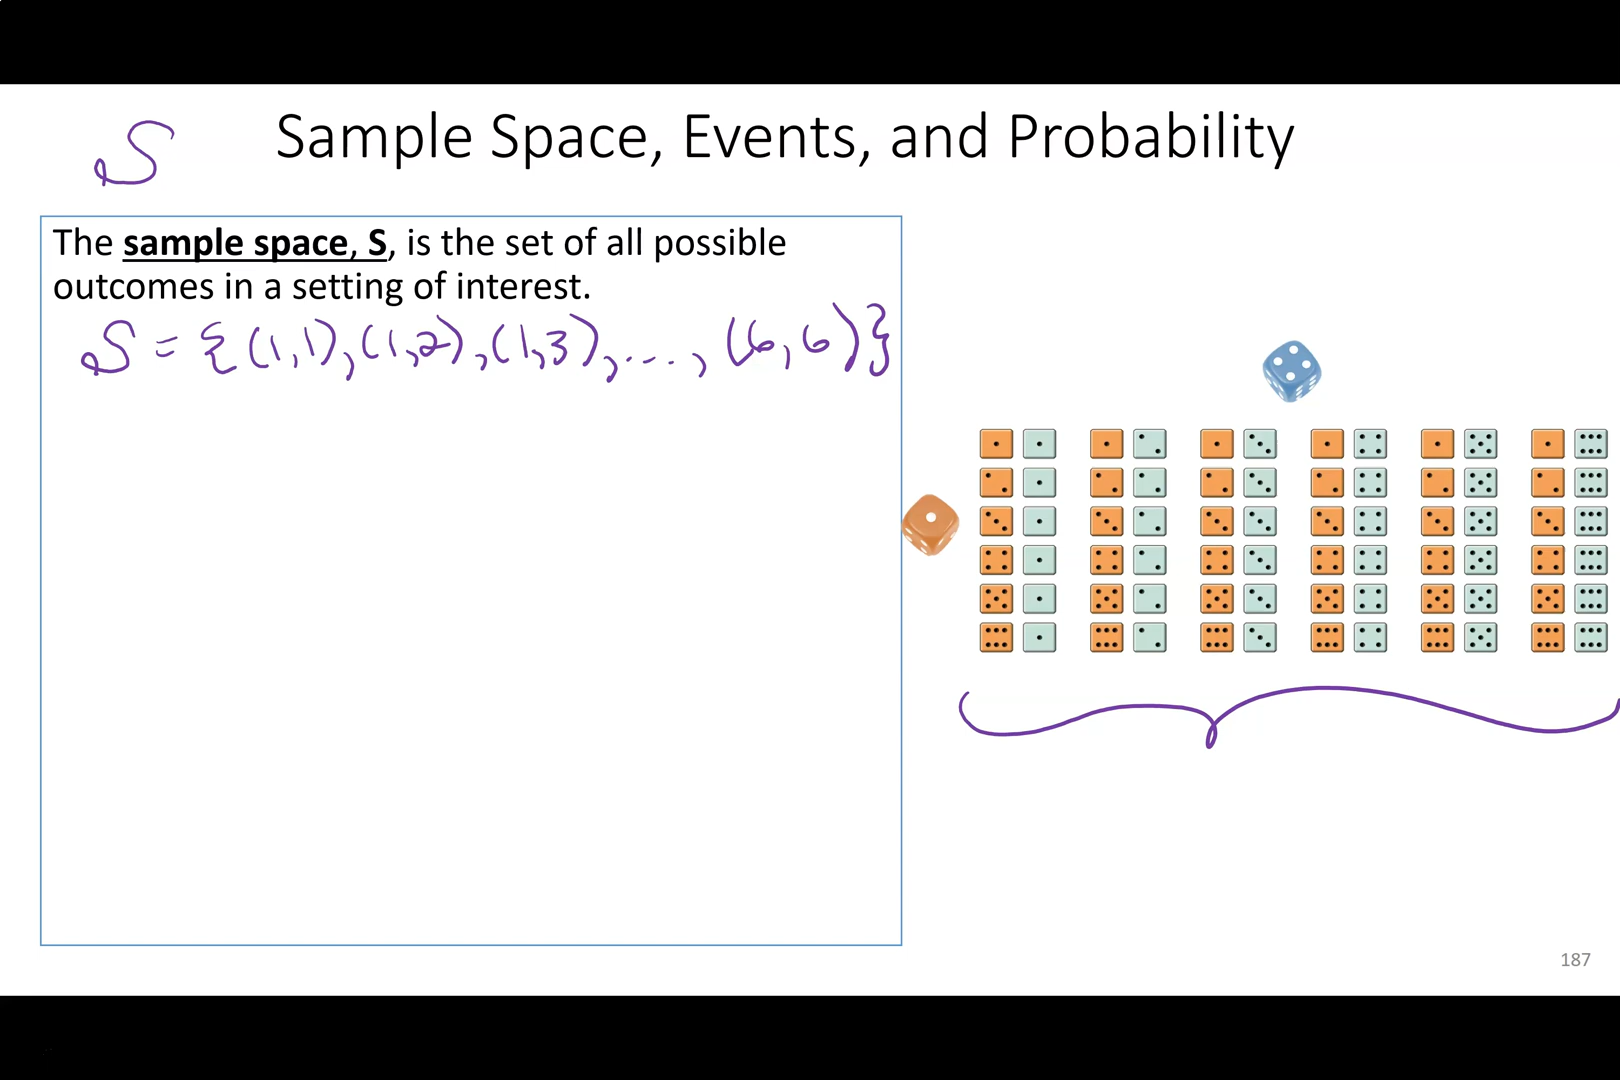 S
Sample Space, Events, and Probability
The sample space, S, is the set of all possible
outcomes in a setting of interest.
S = {(1,1),(1,2),(1,3),....,(6,6)}
187